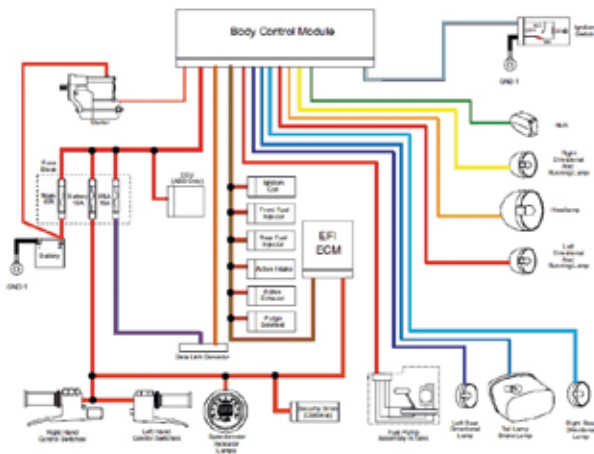 Body Control Module
Ignition
Switch
GND 1
Starter
Horn
Right
Directional
And
Running Lamp
Fuse
Block
Main
Battery
ECU
(ABS Only)
Ignition
Coil
Front Fuel
Injector
Rear Fuel
Injector
Active Intake
Active
Exhaust
Purge
Solenoid
EFI
ECM
Headlamp
Left
Directional
And
Running Lamp
Battery
GND 1
Data Link Connector
Right Hand
Control Switches
Left Hand
Control Switches
Speedometer
Indicator
Lamps
Security Siren
(Optional)
Fuel Pump
Assembly In Tank
Left Rear
Directional
Lamp
Tail Lamp
Brake Lamp
Right Rear
Directional
Lamp